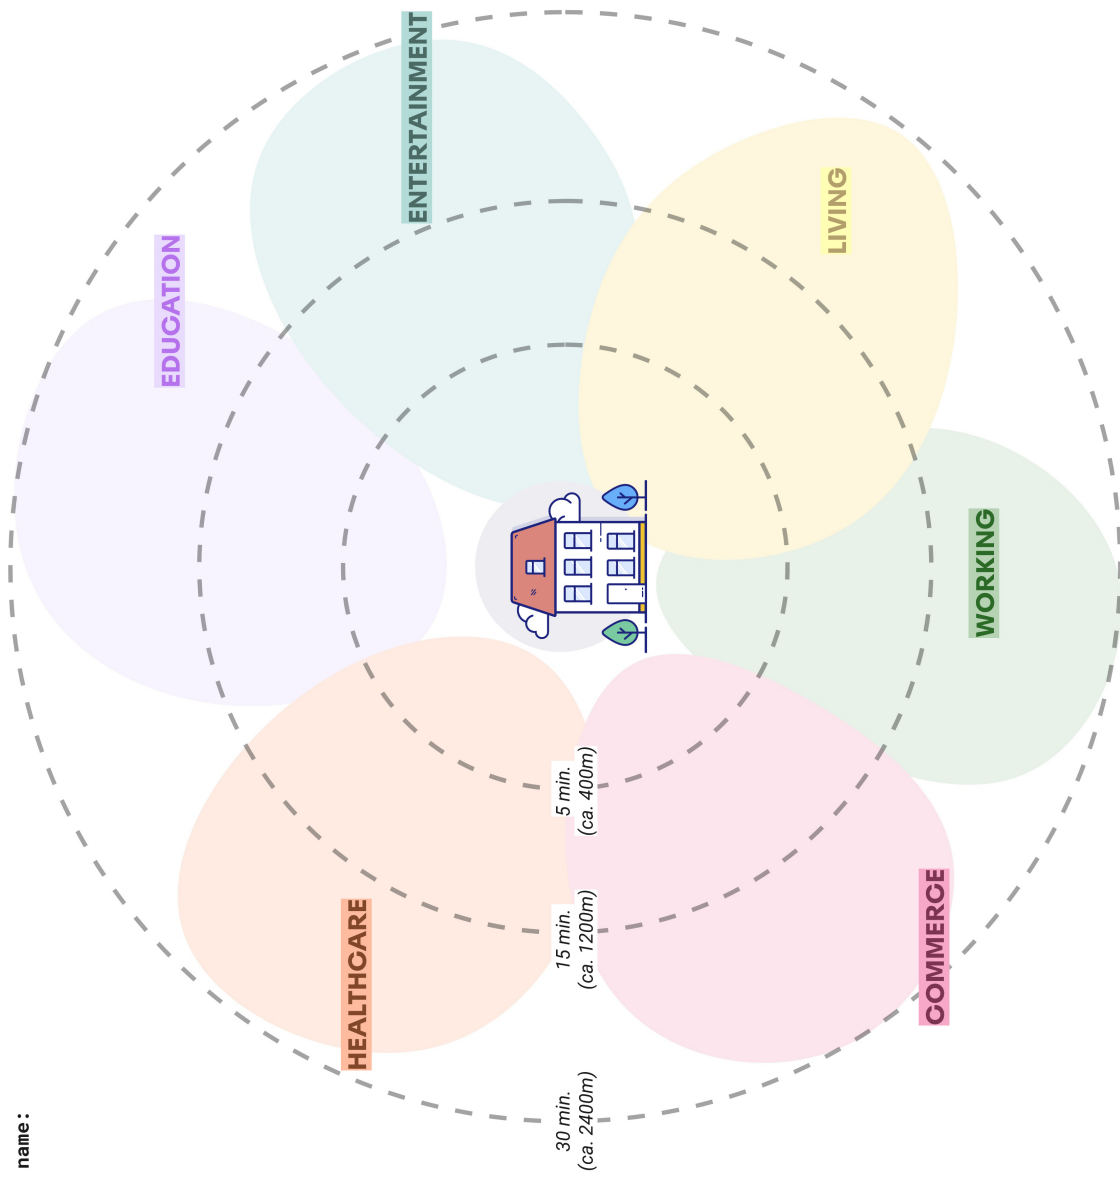 name:
EDUCATION
HEALTHCARE
ENTERTAINMENT
30 min.
(ca. 2400m)
15 min.
(ca. 1200m)
5 min.
(ca. 400m)
LIVING
COMMERCE
WORKING